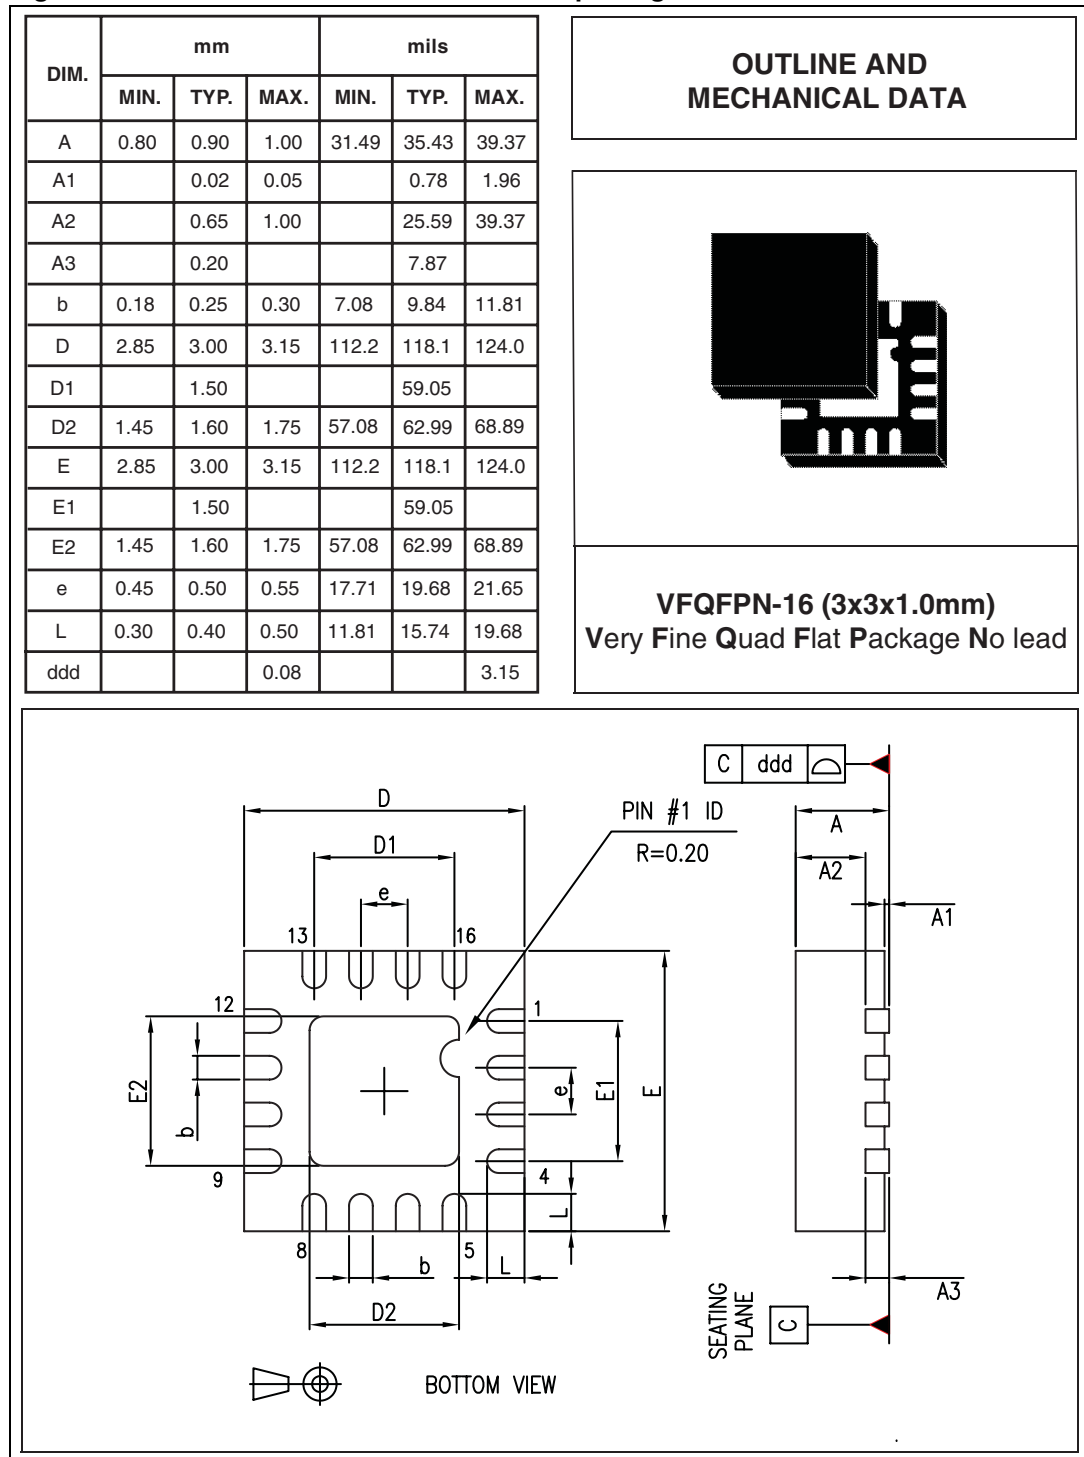 DIM. mm mils
MIN. TYP. MAX. MIN. TYP. MAX.
A 0.80 0.90 1.00 31.49 35.43 39.37
A1 0.02 0.05 0.78 1.96
A2 0.65 1.00 25.59 39.37
A3 0.20 7.87
b 0.18 0.25 0.30 7.08 9.84 11.81
D 2.85 3.00 3.15 112.2 118.1 124.0
D1 1.50 59.05
D2 1.45 1.60 1.75 57.08 62.99 68.89
E 2.85 3.00 3.15 112.2 118.1 124.0
E1 1.50 59.05
E2 1.45 1.60 1.75 57.08 62.99 68.89
e 0.45 0.50 0.55 17.71 19.68 21.65
L 0.30 0.40 0.50 11.81 15.74 19.68
ddd 0.08 3.15
OUTLINE AND
MECHANICAL DATA
VFQFPN-16 (3x3x1.0mm)
Very Fine Quad Flat Package No lead
C ddd
D
PIN #1 ID
R=0.20
A
D1
A2
e
A1
13 16
12 1
E2
b
e
E1
E
9 4
L
8 5
b L
D2
A3
SEATING
PLANE
C
BOTTOM VIEW